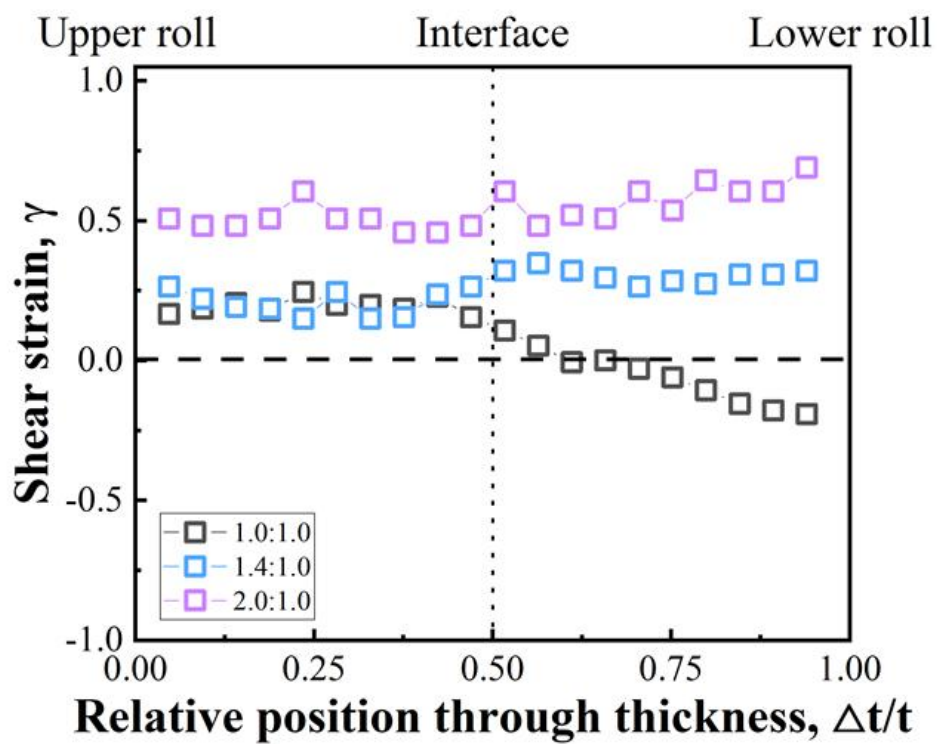 Upper roll Interface Lower roll
1.0
0.5
0.0
-0.5
-1.0
Shear strain, γ
1.0:1.0
1.4:1.0
2.0:1.0
0.00 0.25 0.50 0.75 1.00
Relative position through thickness, △t/t